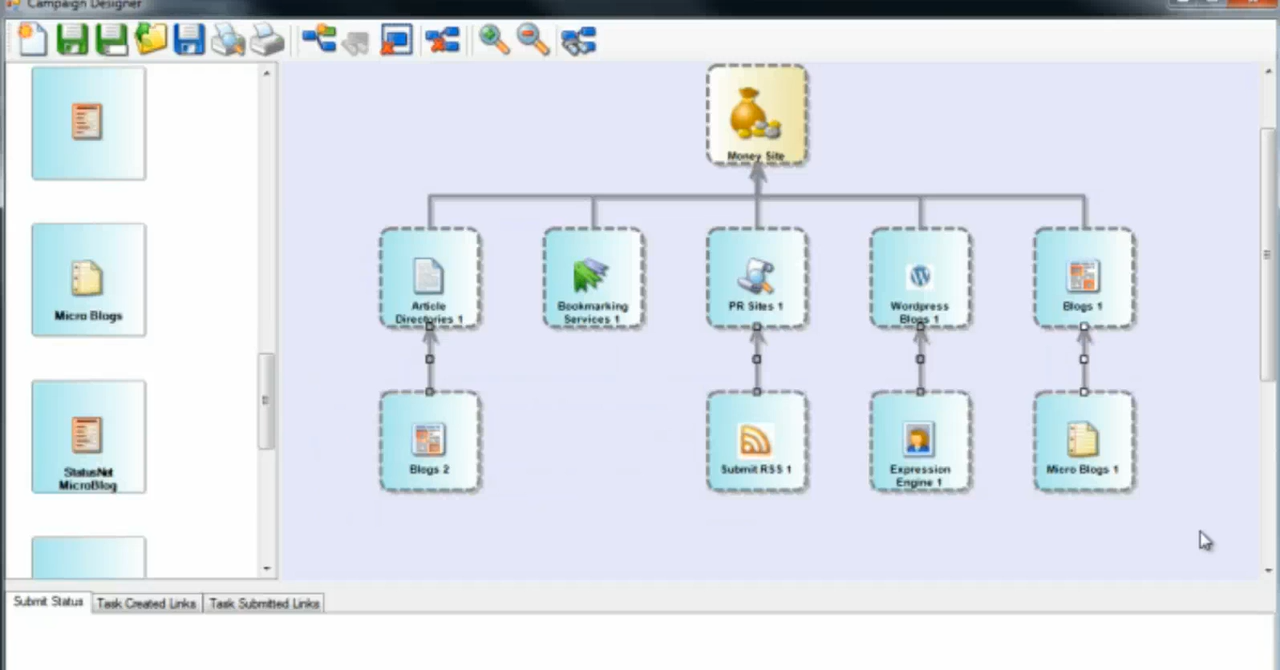 Campaign Designer
Money Site
Article
Directories 1
Bookmarking
Services 1
PR Sites 1
Wordpress
Blogs 1
Blogs 1
Micro Blogs
Blogs 2
Submit RSS 1
Expression
Engine 1
Micro Blogs 1
StatusNet
MicroBlog
Submit Status
Task Created Links
Task Submitted Links